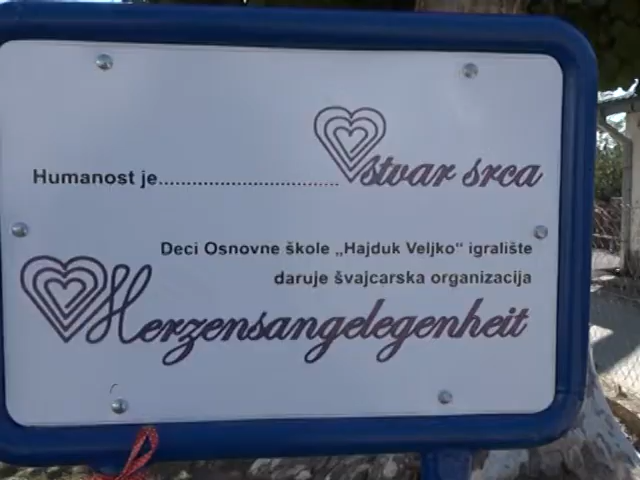 Humanost je.................................... stvar srca
Deci Osnovne škole „Hajduk Veljko“ igralište
daruje švajcarska organizacija
Herzensangelegenheit